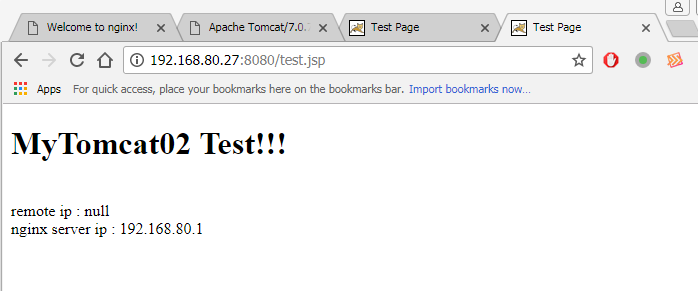 Welcome to nginx!
Apache Tomcat/7.0.
Test Page
Test Page
192.168.80.27:8080/test.jsp
Apps
For quick access, place your bookmarks here on the bookmarks bar. Import bookmarks now...
MyTomcat02 Test!!!
remote ip : null
nginx server ip : 192.168.80.1